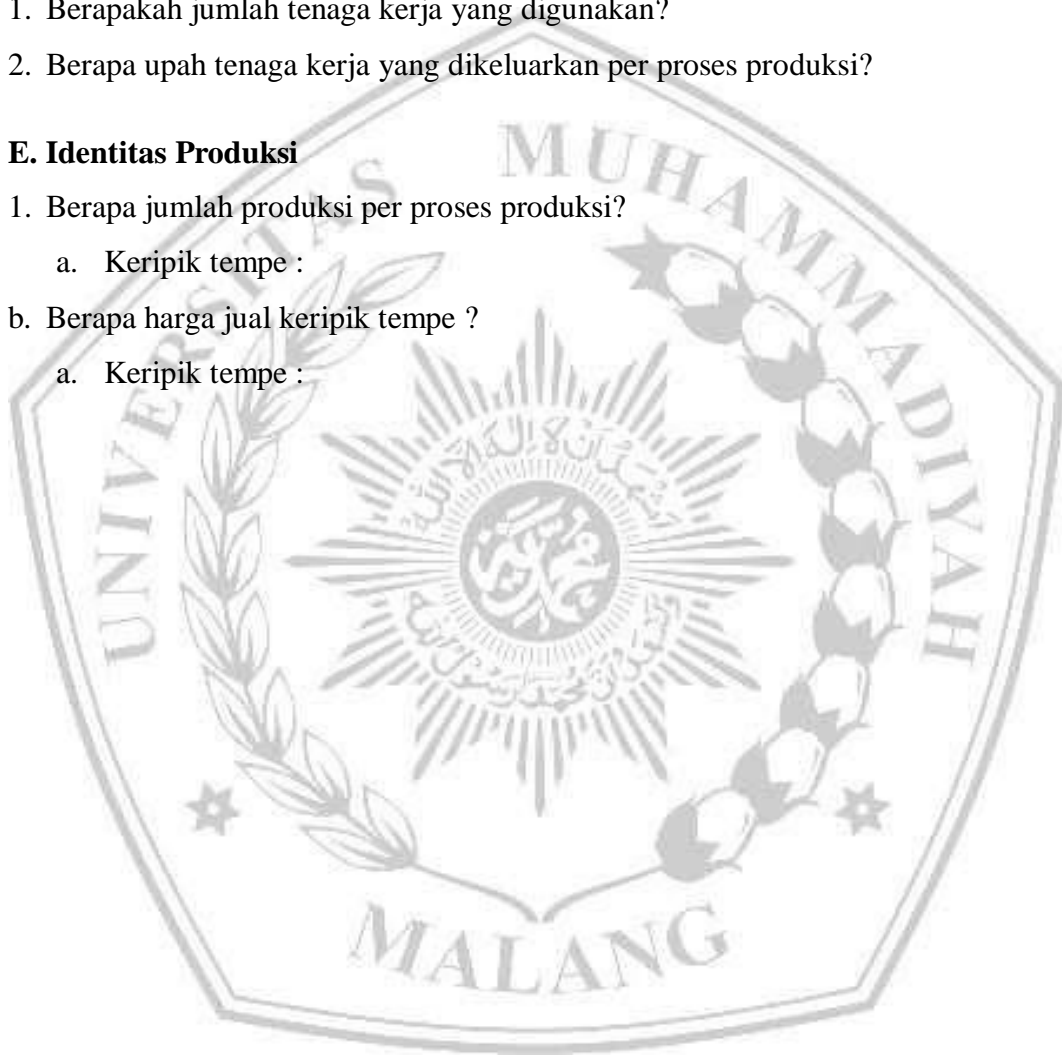 1. Berapakah jumlah tenaga kerja yang digunakan?
2. Berapa upah tenaga kerja yang dikeluarkan per proses produksi?
E. Identitas Produksi
1. Berapa jumlah produksi per proses produksi?
a. Keripik tempe :
b. Berapa harga jual keripik tempe ?
a. Keripik tempe :
UNIVERSITAS MUHAMMADIYAH
MALANG